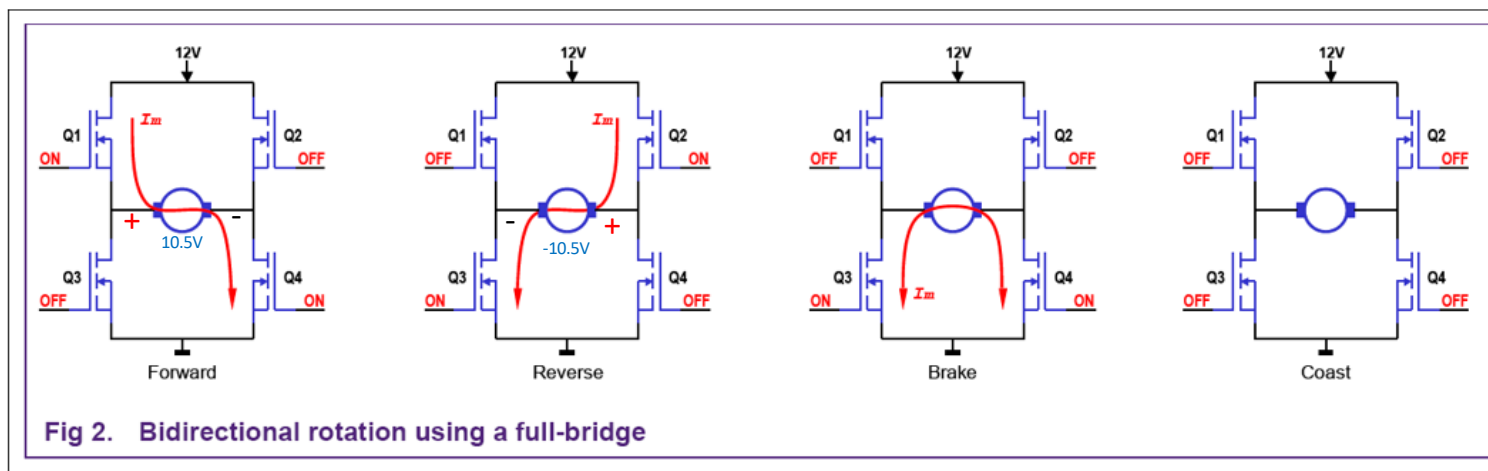 12V
Im
Q1
Q2
ON
OFF
+
-
10.5V
Q3
Q4
OFF
ON
Forward
12V
Im
Q1
Q2
OFF
ON
-
+
-10.5V
Q3
Q4
ON
OFF
Reverse
12V
Q1
Q2
OFF
OFF
Q3
Q4
ON
Im
ON
Brake
12V
Q1
Q2
OFF
OFF
Q3
Q4
OFF
OFF
Coast
Fig 2. Bidirectional rotation using a full-bridge